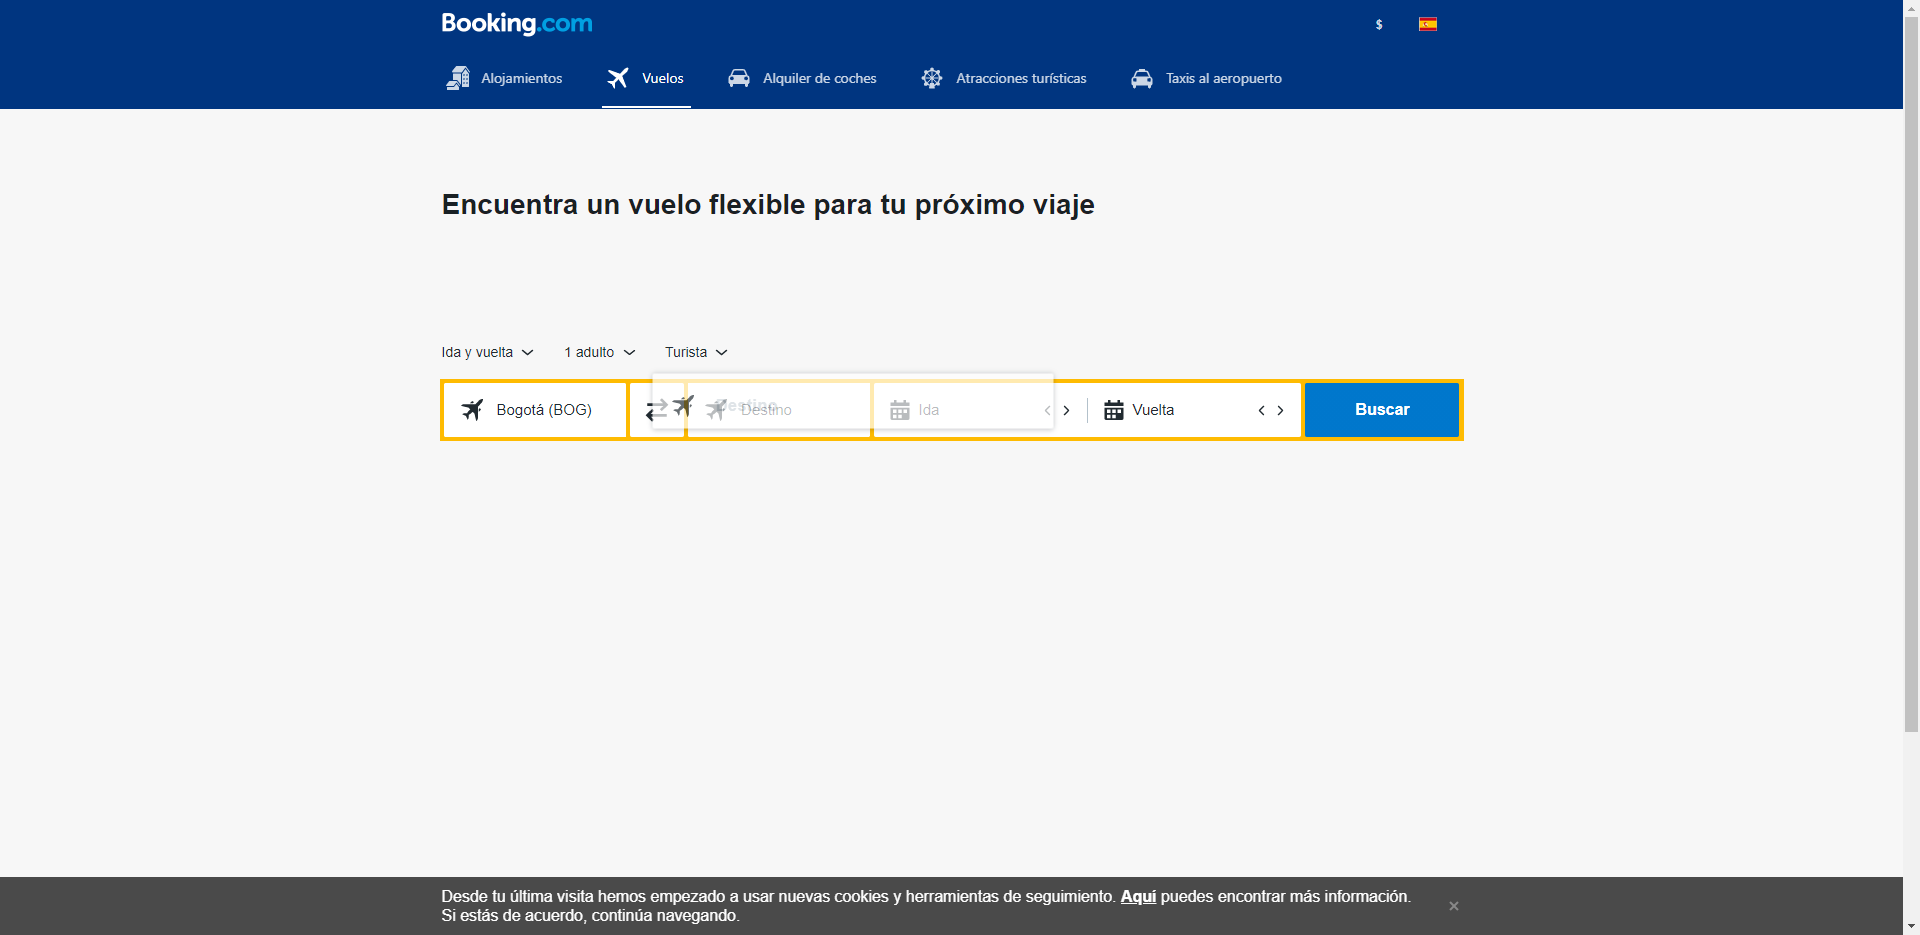 Booking.com
$
Alojamientos
Vuelos
Alquiler de coches
Atracciones turísticas
Taxis al aeropuerto
Encuentra un vuelo flexible para tu próximo viaje
Ida y vuelta
1 adulto
Turista
Bogotá (BOG)
Destino
Destino
Ida
Vuelta
Buscar
Desde tu última visita hemos empezado a usar nuevas cookies y herramientas de seguimiento. Aquí puedes encontrar más información.
Si estás de acuerdo, continúa navegando.